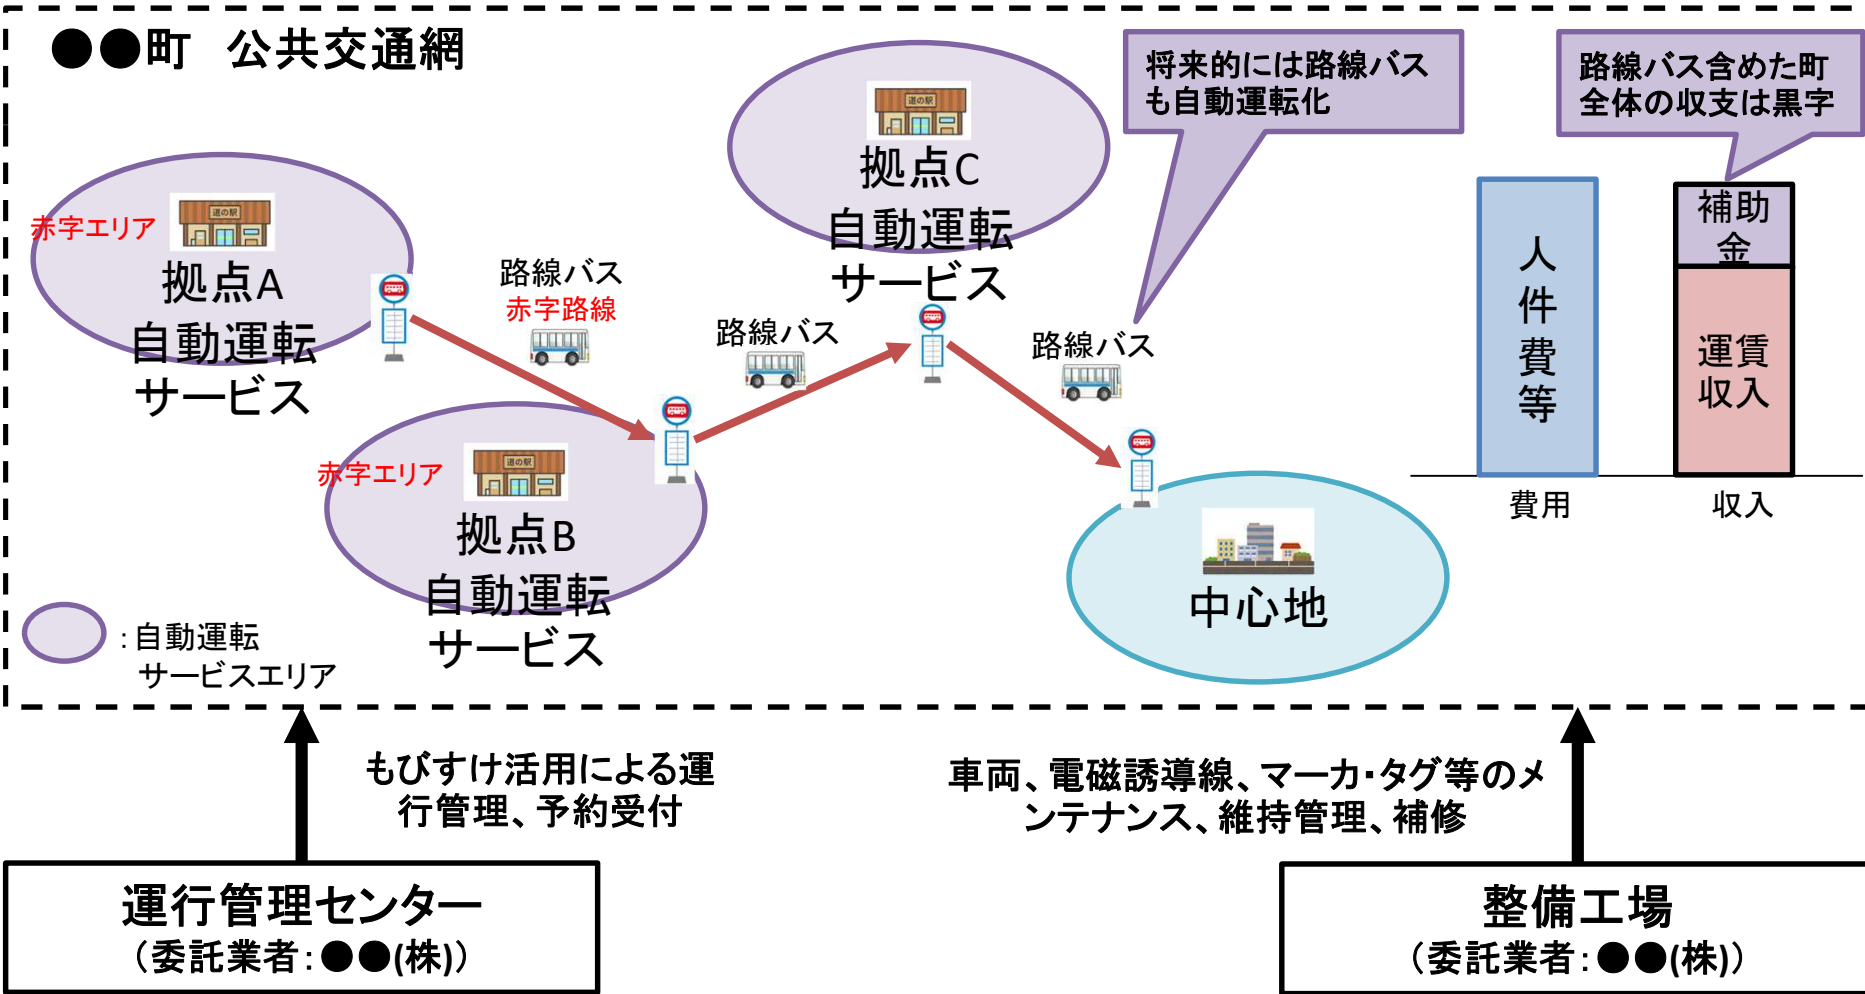 ●●町　公共交通網
将来的には路線バス
も自動運転化
路線バス含めた町
全体の収支は黒字
赤字エリア
道の駅
拠点A
自動運転
サービス
路線バス
赤字路線
赤字エリア
道の駅
拠点B
自動運転
サービス
路線バス
道の駅
拠点C
自動運転
サービス
路線バス
中心地
人件費等
費用
補助
金
運賃
収入
収入
：自動運転
サービスエリア
もびすけ活用による運
行管理、予約受付
車両、電磁誘導線、マーカ・タグ等のメ
ンテナンス、維持管理、補修
運行管理センター
（委託業者：●●(株)）
整備工場
（委託業者：●●(株)）